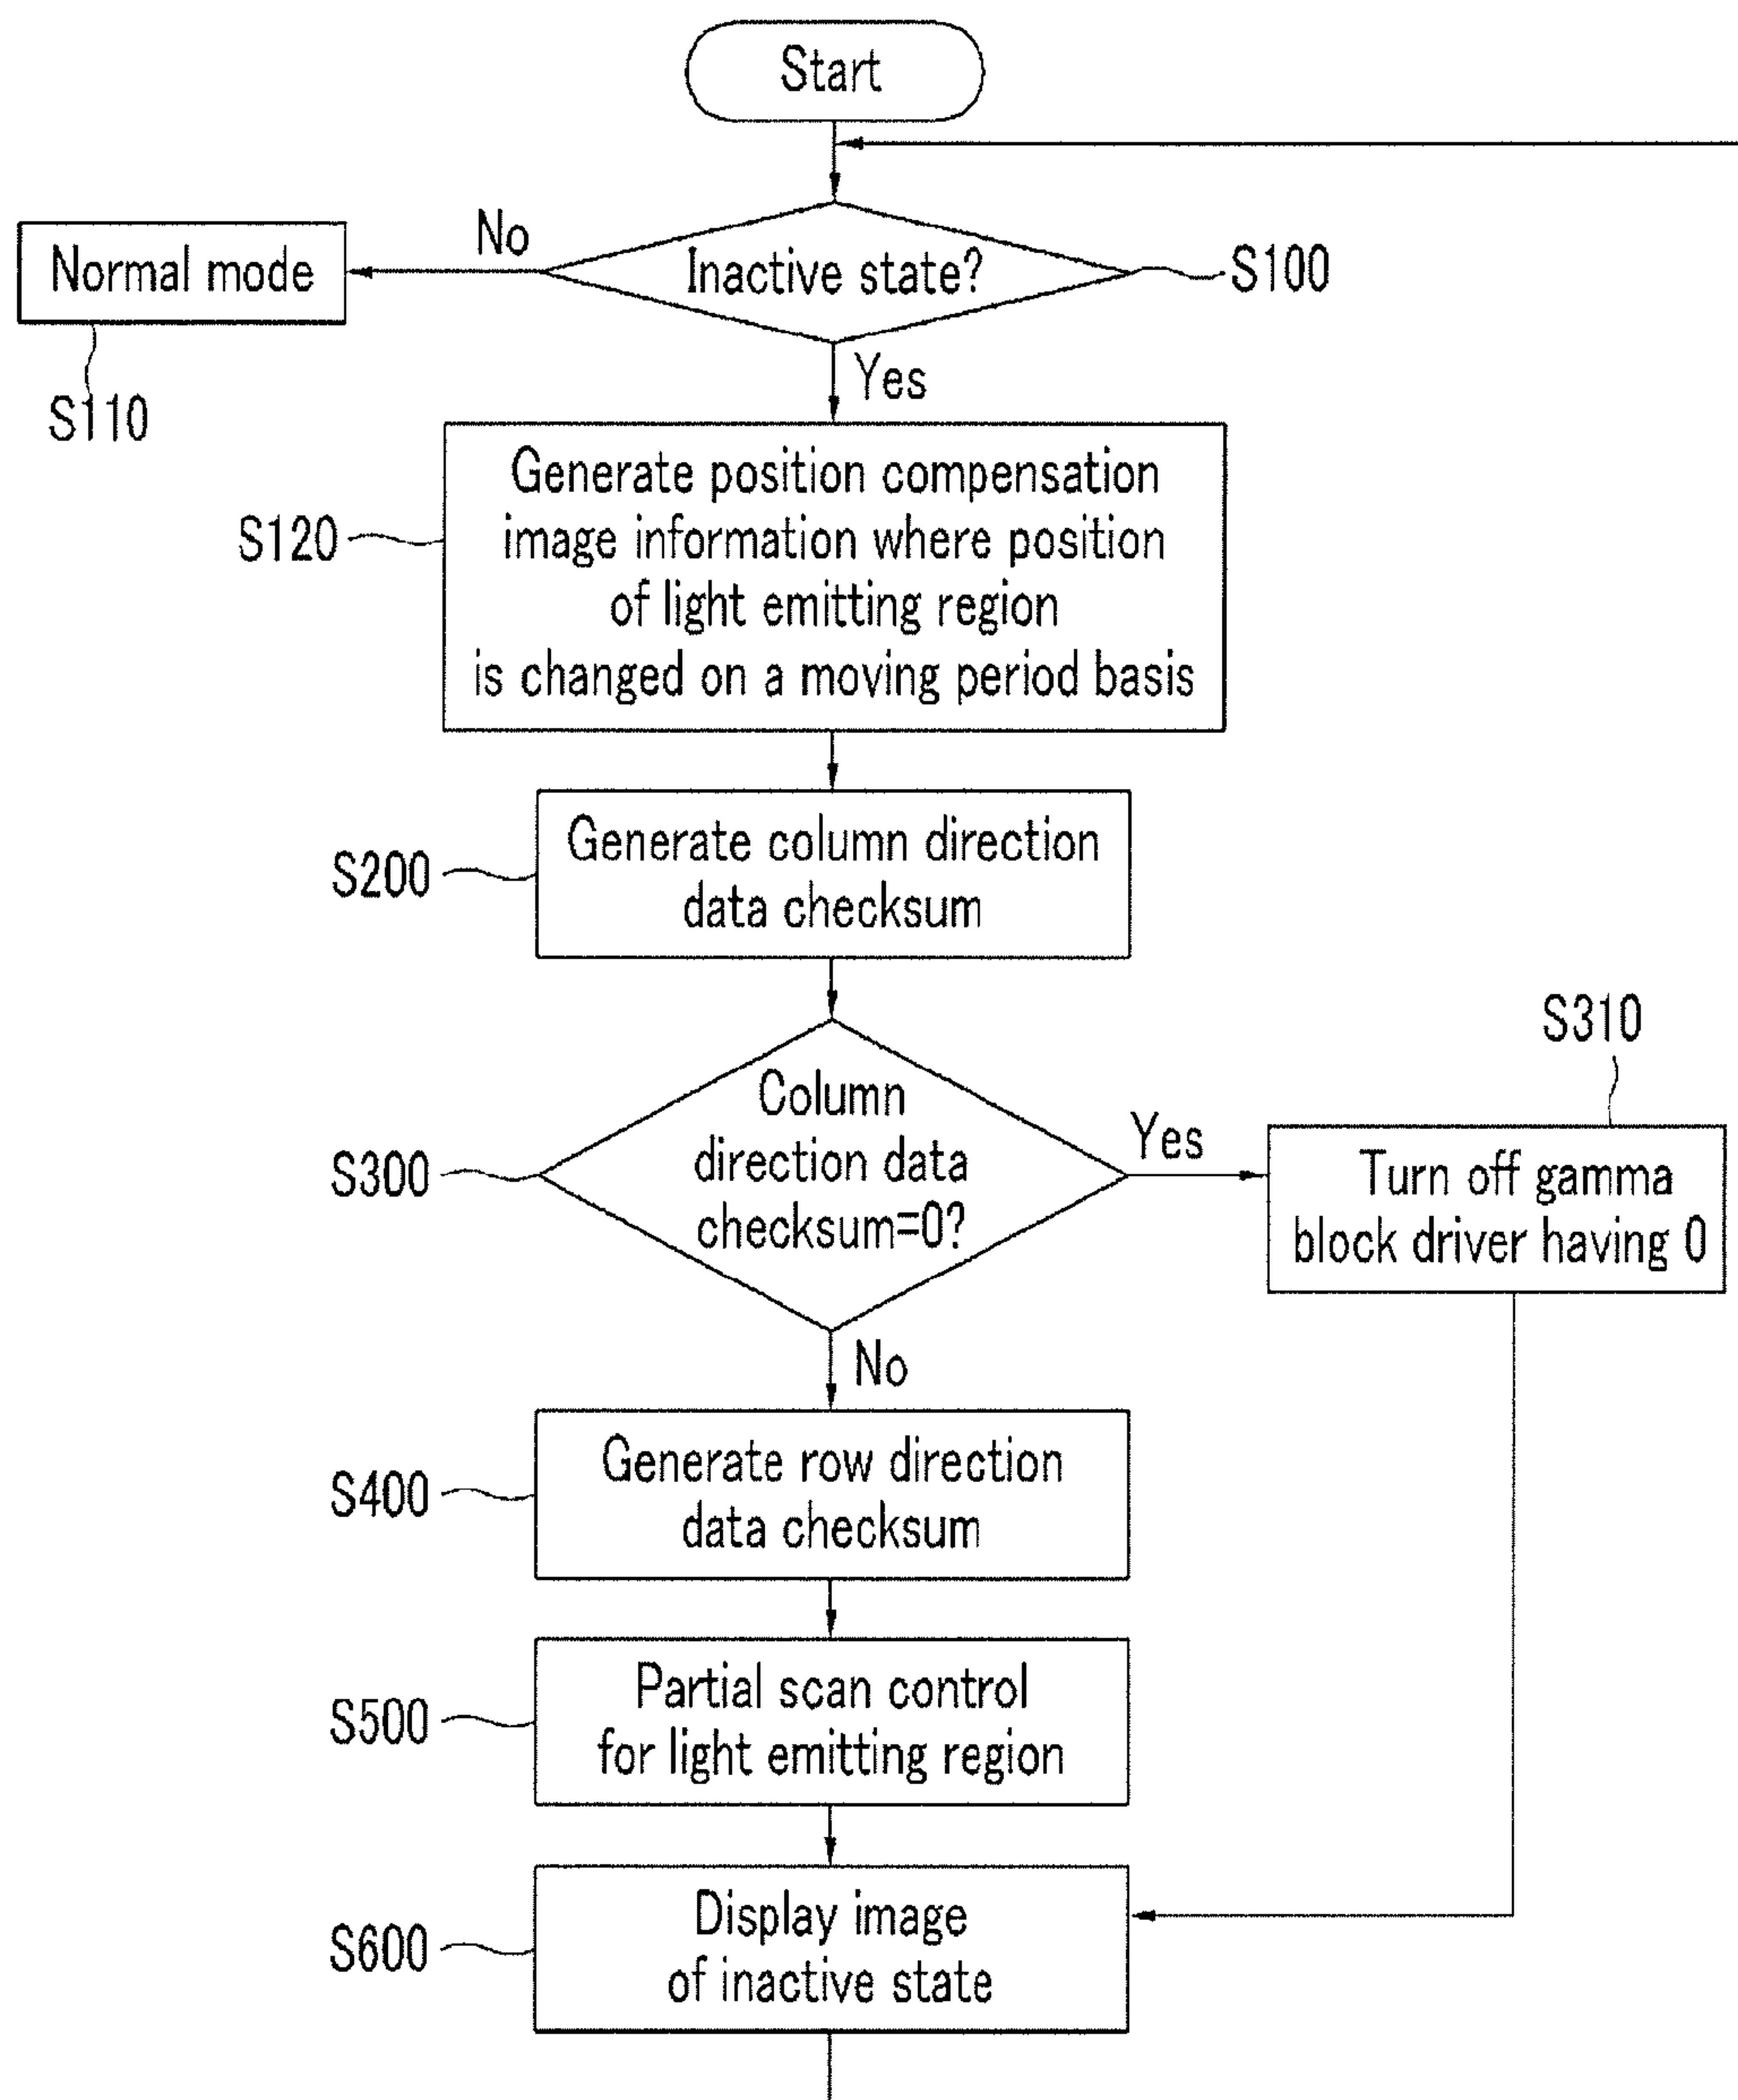 Start
No
Inactive state?
S100
Normal mode
S110
Yes
S120
Generate position compensation
image information where position
of light emitting region
is changed on a moving period basis
S200
Generate column direction
data checksum
S300
Column
direction data
checksum=0?
Yes
S310
Turn off gamma
block driver having 0
No
S400
Generate row direction
data checksum
S500
Partial scan control
for light emitting region
S600
Display image
of inactive state